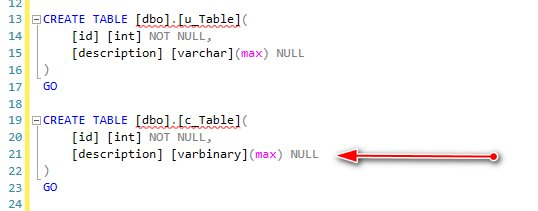 12
13 CREATE TABLE [dbo].[u_Table](
14 [id] [int] NOT NULL,
15 [description] [varchar](max) NULL
16 )
17 GO
18
19 CREATE TABLE [dbo].[c_Table](
20 [id] [int] NOT NULL,
21 [description] [varbinary](max) NULL
22 )
23 GO
24